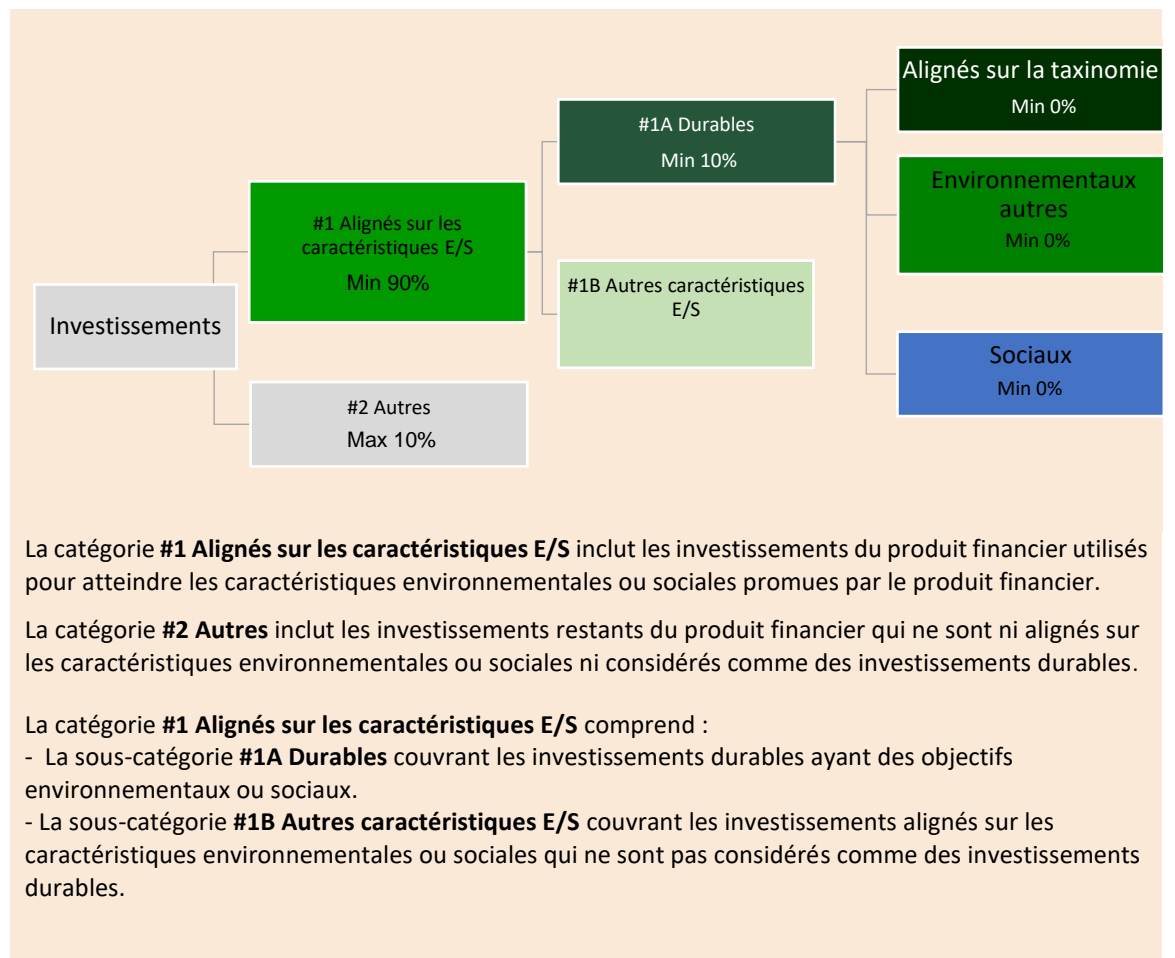 Alignés sur la taxinomie
Min 0%
#1A Durables
Min 10%
Environnementaux
autres
Min 0%
#1 Alignés sur les
caractéristiques E/S
Min 90%
#1B Autres caractéristiques
E/S
Investissements
Sociaux
Min 0%
#2 Autres
Max 10%
La catégorie #1 Alignés sur les caractéristiques E/S inclut les investissements du produit financier utilisés
pour atteindre les caractéristiques environnementales ou sociales promues par le produit financier.
La catégorie #2 Autres inclut les investissements restants du produit financier qui ne sont ni alignés sur
les caractéristiques environnementales ou sociales ni considérés comme des investissements durables.
La catégorie #1 Alignés sur les caractéristiques E/S comprend :
- La sous-catégorie #1A Durables couvrant les investissements durables ayant des objectifs
environnementaux ou sociaux.
- La sous-catégorie #1B Autres caractéristiques E/S couvrant les investissements alignés sur les
caractéristiques environnementales ou sociales qui ne sont pas considérés comme des investissements
durables.